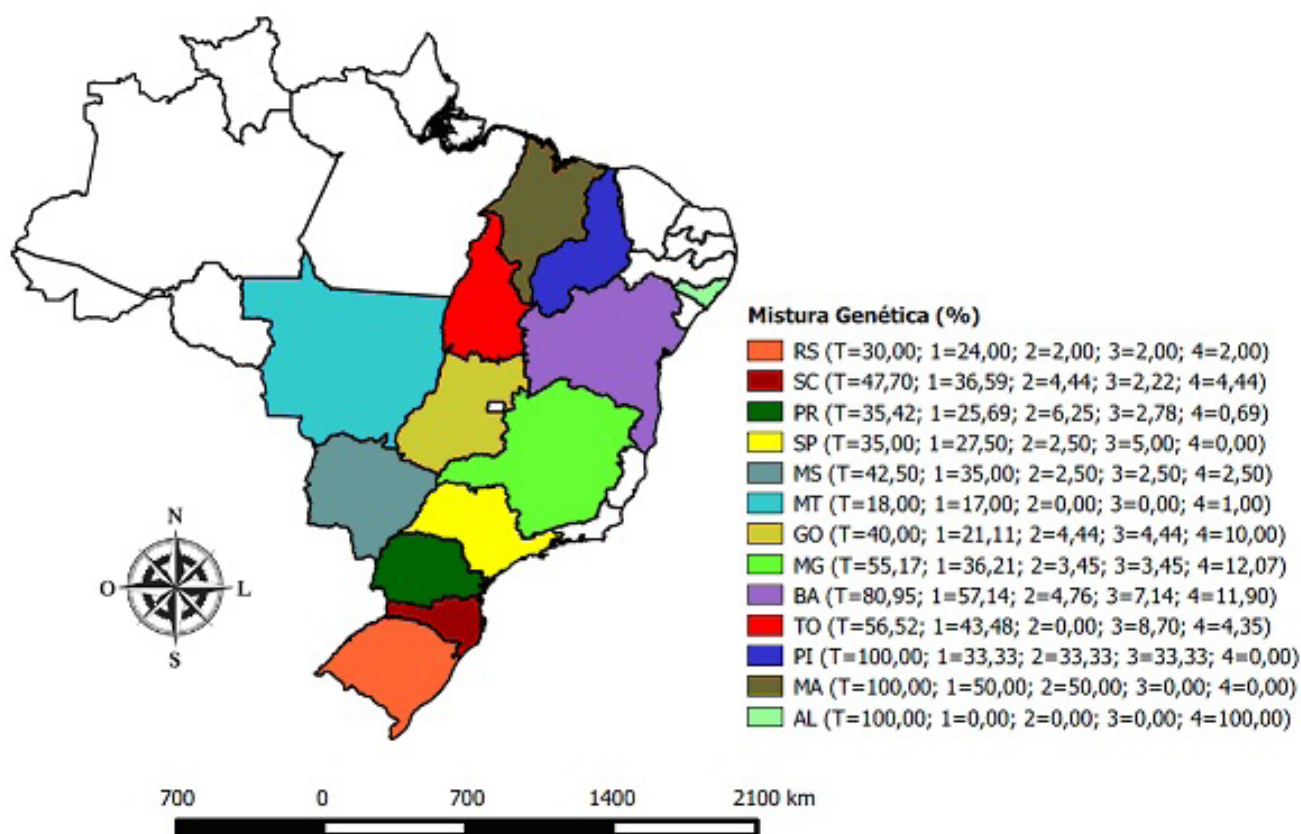 Mistura Genética (%)
RS (T=30,00; 1=24,00; 2=2,00; 3=2,00; 4=2,00)
SC (T=47,70; 1=36,59; 2=4,44; 3=2,22; 4=4,44)
PR (T=35,42; 1=25,69; 2=6,25; 3=2,78; 4=0,69)
SP (T=35,00; 1=27,50; 2=2,50; 3=5,00; 4=0,00)
MS (T=42,50; 1=35,00; 2=2,50; 3=2,50; 4=2,50)
MT (T=18,00; 1=17,00; 2=0,00; 3=0,00; 4=1,00)
GO (T=40,00; 1=21,11; 2=4,44; 3=4,44; 4=10,00)
MG (T=55,17; 1=36,21; 2=3,45; 3=3,45; 4=12,07)
BA (T=80,95; 1=57,14; 2=4,76; 3=7,14; 4=11,90)
TO (T=56,52; 1=43,48; 2=0,00; 3=8,70; 4=4,35)
PI (T=100,00; 1=33,33; 2=33,33; 3=33,33; 4=0,00)
MA (T=100,00; 1=50,00; 2=50,00; 3=0,00; 4=0,00)
AL (T=100,00; 1=0,00; 2=0,00; 3=0,00; 4=100,00)
N
O L
S
700 0 700 1400 2100 km